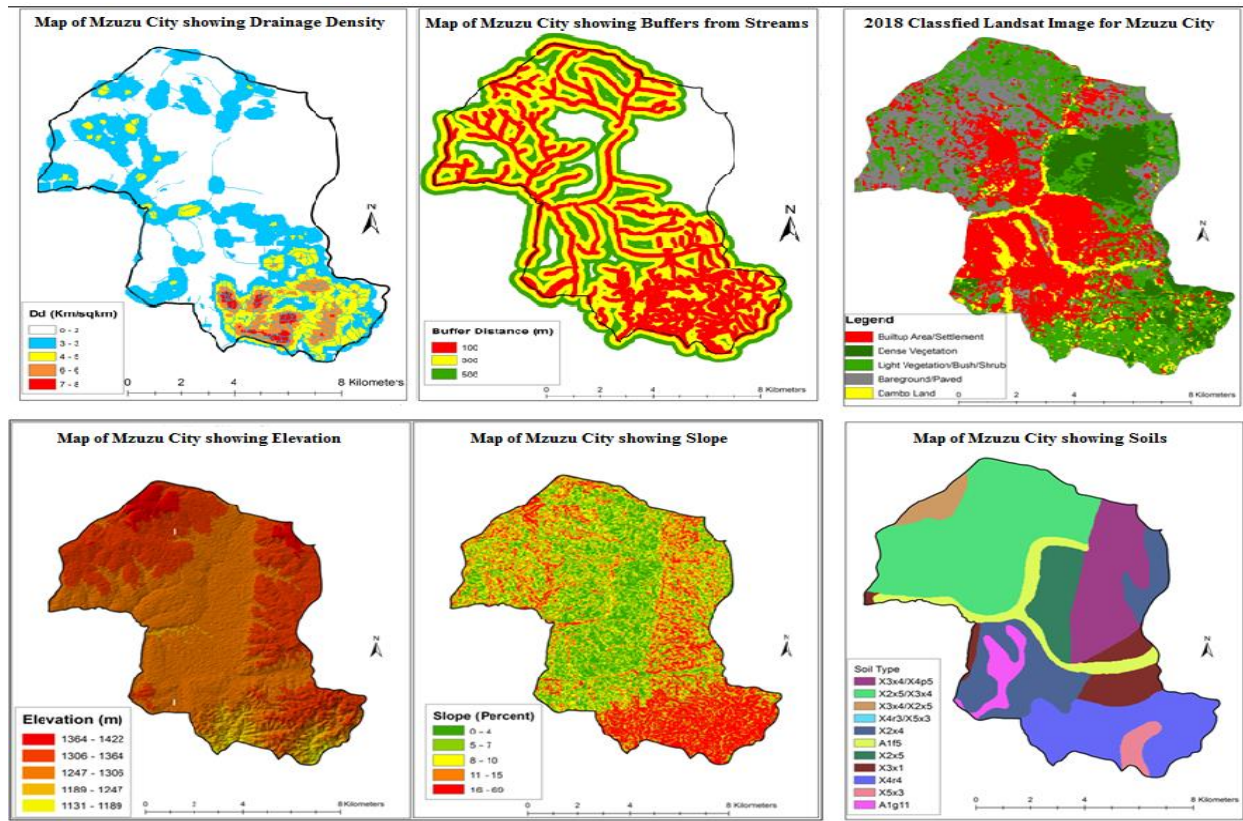 Map of Mzuzu City showing Drainage Density
N
Dd (Km/sqkm)
0 - 2
3 - 3
4 - 5
6 - 6
7 - 8
0 2 4 8 Kilometers
Map of Mzuzu City showing Buffers from Streams
N
Buffer Distance (m)
100
300
500
0 2 4 8 Kilometers
2018 Classfied Landsat Image for Mzuzu City
N
Legend
Builtup Area/Settlement
Dense Vegetation
Light Vegetation/Bush/Shrub
Bareground/Paved
Dambo Land
0 1 2 4 6 8 Kilometers
Map of Mzuzu City showing Elevation
N
Elevation (m)
1364 - 1422
1306 - 1364
1247 - 1306
1189 - 1247
1131 - 1189
0 2 4 8 Kilometers
Map of Mzuzu City showing Slope
N
Slope (Percent)
0 - 4
5 - 7
8 - 10
11 - 15
16 - 60
0 2 4 8 Kilometers
Map of Mzuzu City showing Soils
N
Soil Type
X3x4/X4p5
X2x5/X3x4
X3x4/X2x5
X4r3/X5x3
X2x4
A1f5
X2x5
X3x1
X4r4
X5x3
A1g11
0 2 4 8 Kilometers